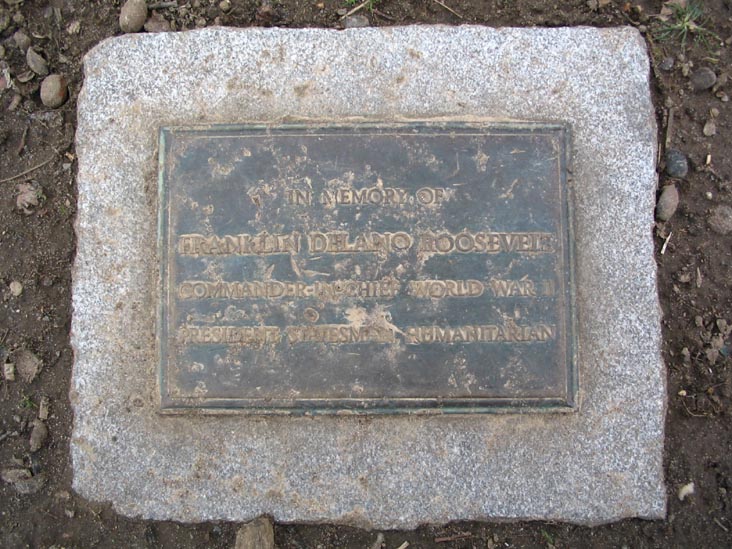 IN MEMORY OF
FRANKLIN DELANO ROOSEVELT
COMMANDER-IN-CHIEF WORLD WAR II
PRESIDENT STATESMAN HUMANITARIAN